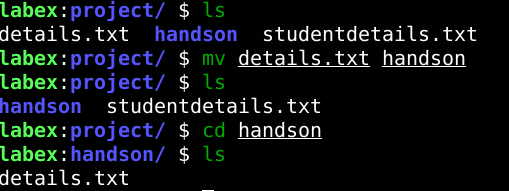 labex:project/ $ ls
details.txt  handson  studentdetails.txt
labex:project/ $ mv details.txt handson
labex:project/ $ ls
handson  studentdetails.txt
labex:project/ $ cd handson
labex:handson/ $ ls
details.txt